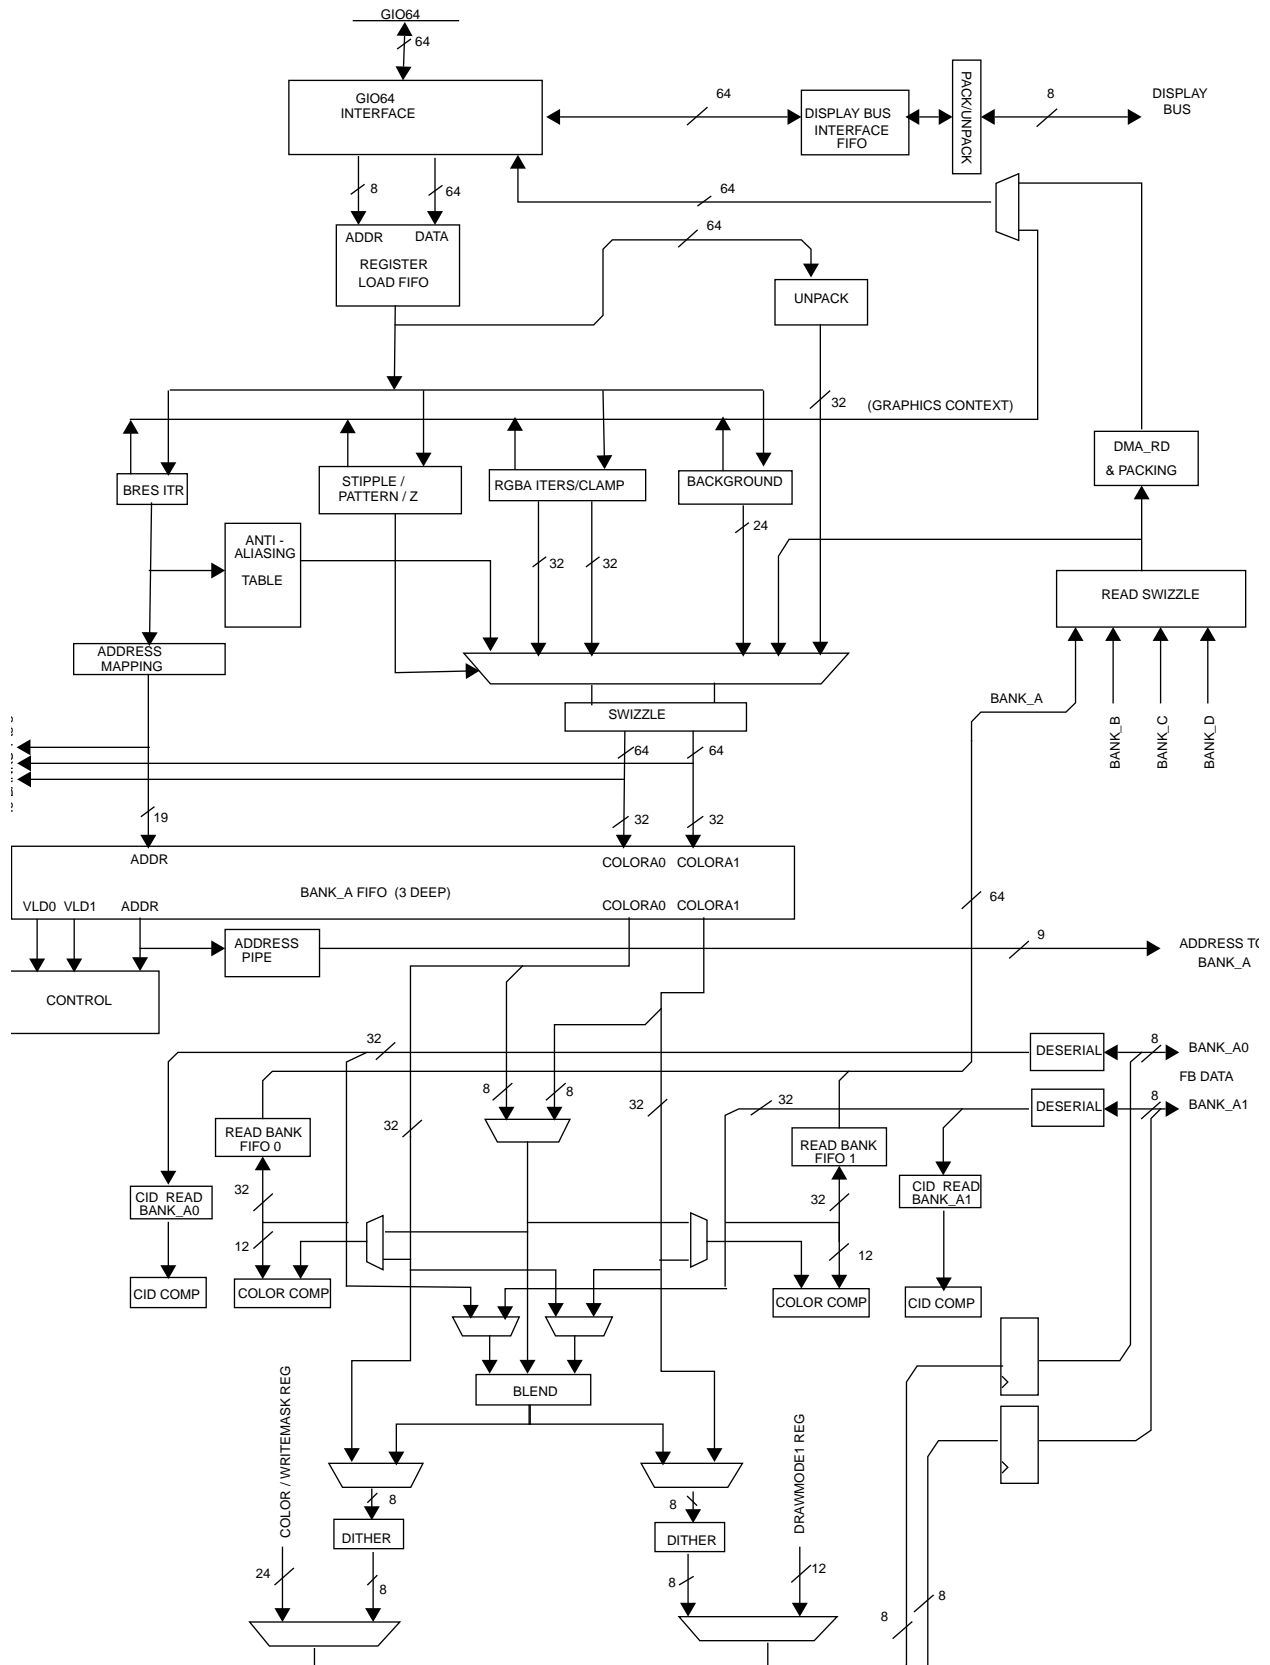 GIO64
64
GIO64
INTERFACE
64
DISPLAY BUS
INTERFACE
FIFO
PACK/UNPACK
8
DISPLAY
BUS
8
64
64
ADDR
DATA
REGISTER
LOAD FIFO
64
UNPACK
32
(GRAPHICS CONTEXT)
DMA_RD
& PACKING
BRES ITR
STIPPLE /
PATTERN / Z
RGBA ITERS/CLAMP
BACKGROUND
24
ANTI -
ALIASING
TABLE
32
32
READ SWIZZLE
ADDRESS
MAPPING
SWIZZLE
BANK_A
BANK_B
BANK_C
BANK_D
64
64
19
32
32
ADDR
COLORA0
COLORA1
BANK_A FIFO (3 DEEP)
VLD0
VLD1
ADDR
COLORA0
COLORA1
64
ADDRESS
PIPE
9
ADDRESS
BANK_A
CONTROL
32
DESERIAL
8
BANK_A0
FB DATA
8
8
32
32
DESERIAL
8
BANK_A1
32
READ BANK
FIFO 0
READ BANK
FIFO 1
CID READ
BANK_A0
32
32
CID READ
BANK_A1
12
12
CID COMP
COLOR COMP
COLOR COMP
CID COMP
BLEND
COLOR / WRITEMASK REG
DRAWMODE1 REG
8
8
DITHER
DITHER
24
8
8
12
8
8